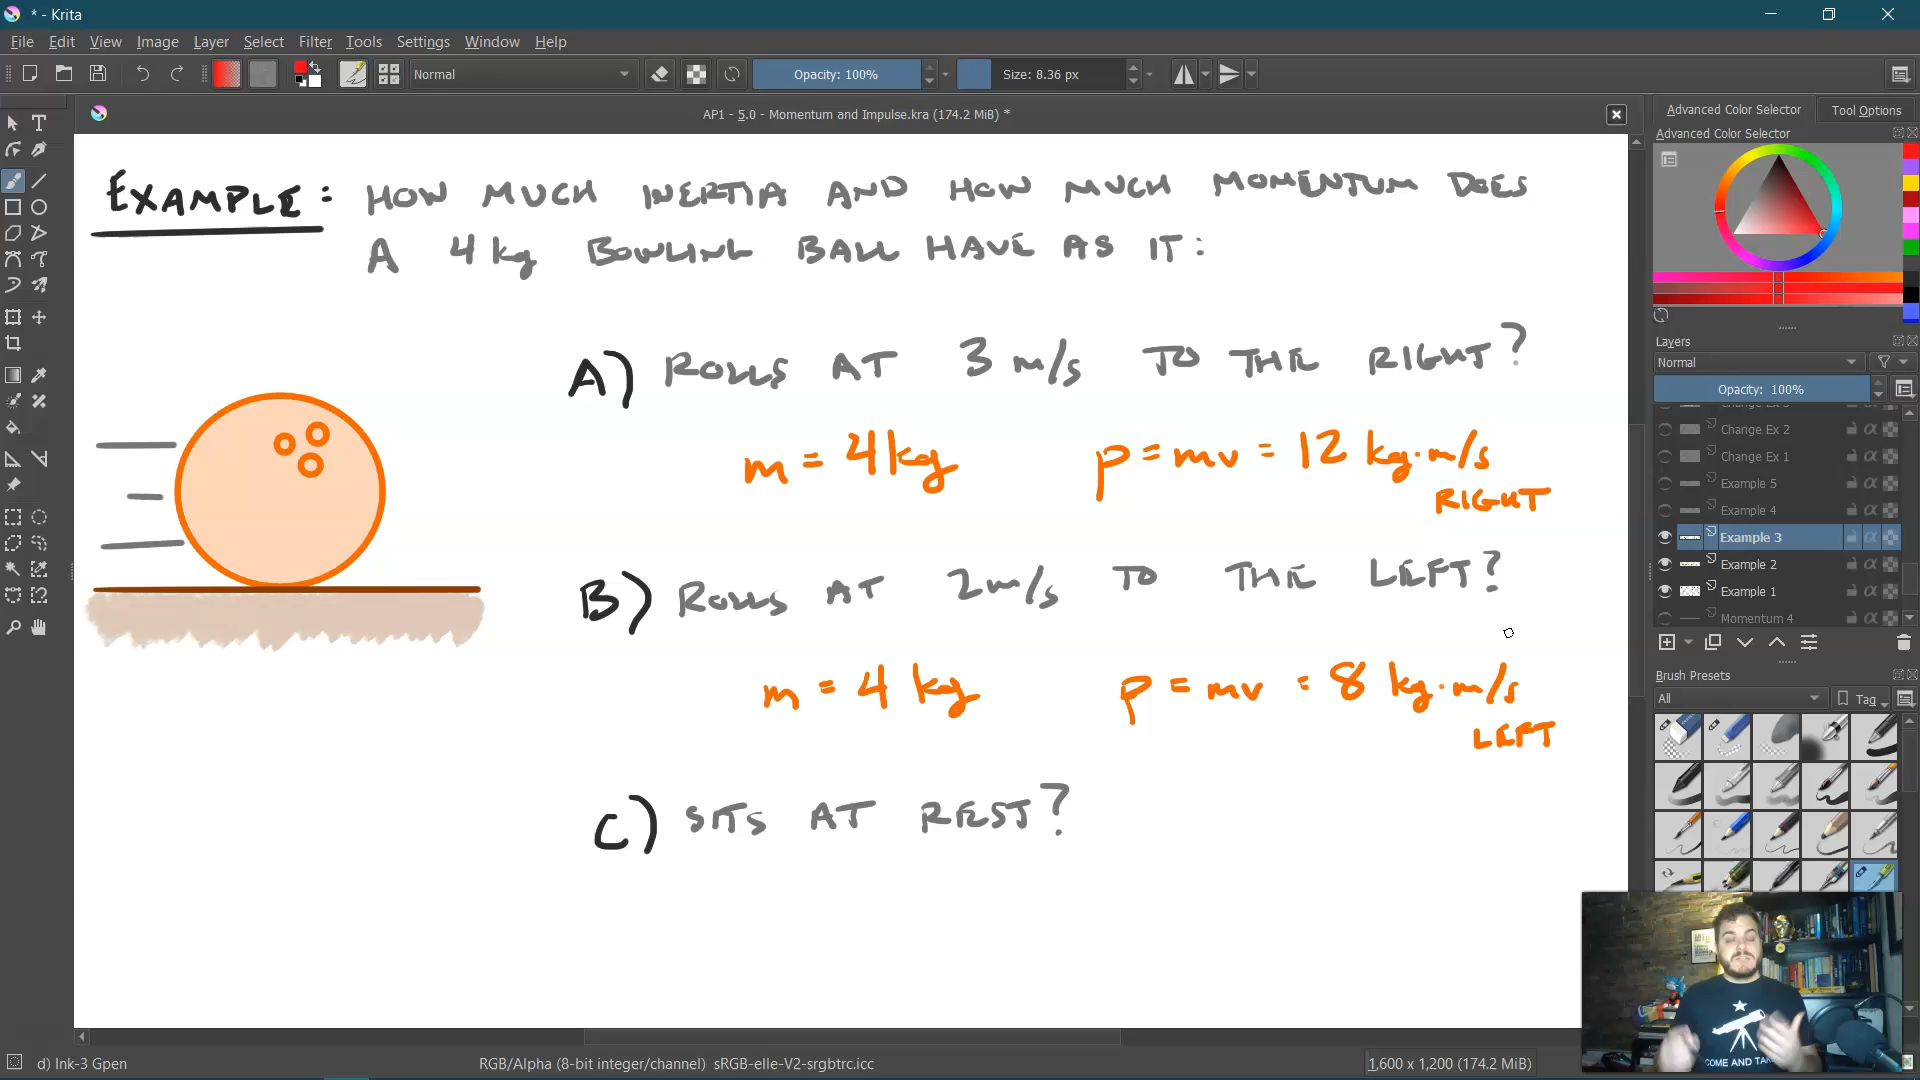 * - Krita
File Edit View Image Layer Select Filter Tools Settings Window Help
Normal
Opacity: 100%
Size: 8.36 px
AP1 - 5.0 - Momentum and Impulse.kra (174.2 MiB) *
EXAMPLE: HOW MUCH INERTIA AND HOW MUCH MOMENTUM DOES
A 4 kg BOWLING BALL HAVE AS IT:
A) ROLLS AT 3 m/s TO THE RIGHT?
m = 4 kg p = mv = 12 kg·m/s
RIGHT
B) ROLLS AT 2 m/s TO THE LEFT?
m = 4 kg p = mv = 8 kg·m/s
LEFT
C) SITS AT REST?
Advanced Color Selector Tool Options
Advanced Color Selector
Layers
Normal
Opacity: 100%
Change Ex 2
Change Ex 1
Example 5
Example 4
Example 3
Example 2
Example 1
Momentum 4
Brush Presets
All Tag
COME AND
d) Ink-3 Gpen
RGB/Alpha (8-bit integer/channel) sRGB-elle-V2-srgbtrc.icc
1,600 x 1,200 (174.2 MiB)